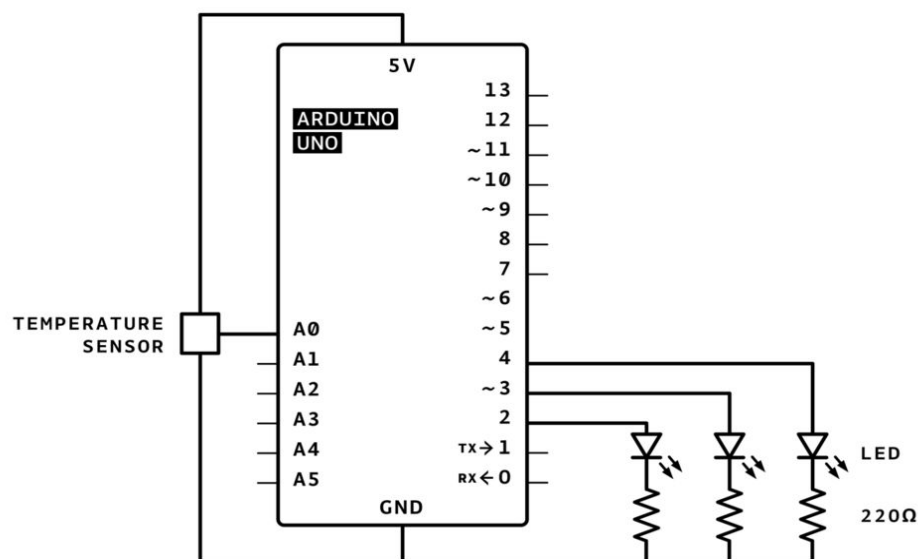 5V
ARDUINO
UNO
13
12
~11
~10
~9
8
7
~6
~5
4
~3
2
TX→1
RX←0
TEMPERATURE
SENSOR
A0
A1
A2
A3
A4
A5
GND
LED
220Ω